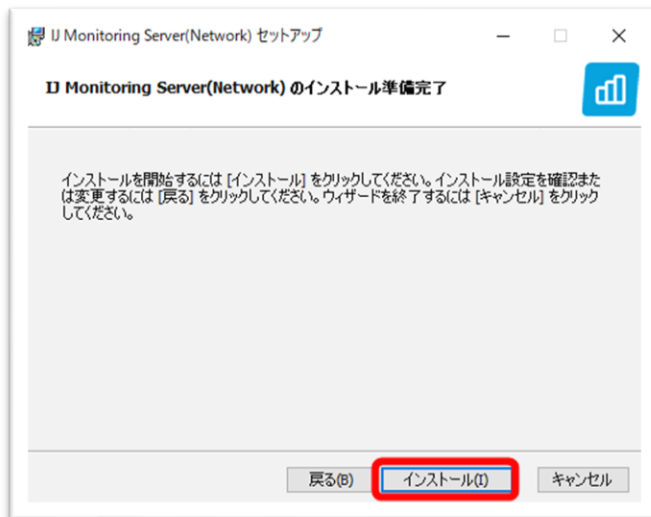 IJ Monitoring Server(Network) セットアップ
IJ Monitoring Server(Network) のインストール準備完了
インストールを開始するには [インストール] をクリックしてください。インストール設定を確認また
は変更するには [戻る] をクリックしてください。ウィザードを終了するには [キャンセル] をクリック
してください。
戻る(B) インストール(I) キャンセル